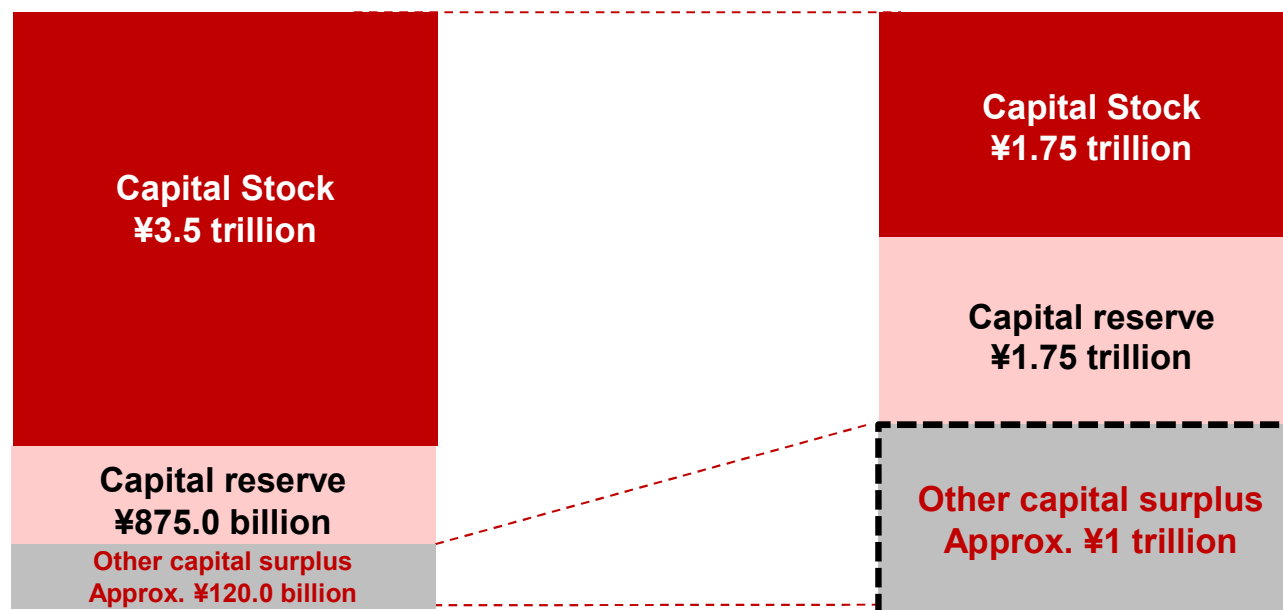 Capital Stock
¥3.5 trillion
Capital reserve
¥875.0 billion
Other capital surplus
Approx. ¥120.0 billion
Capital Stock
¥1.75 trillion
Capital reserve
¥1.75 trillion
Other capital surplus
Approx. ¥1 trillion